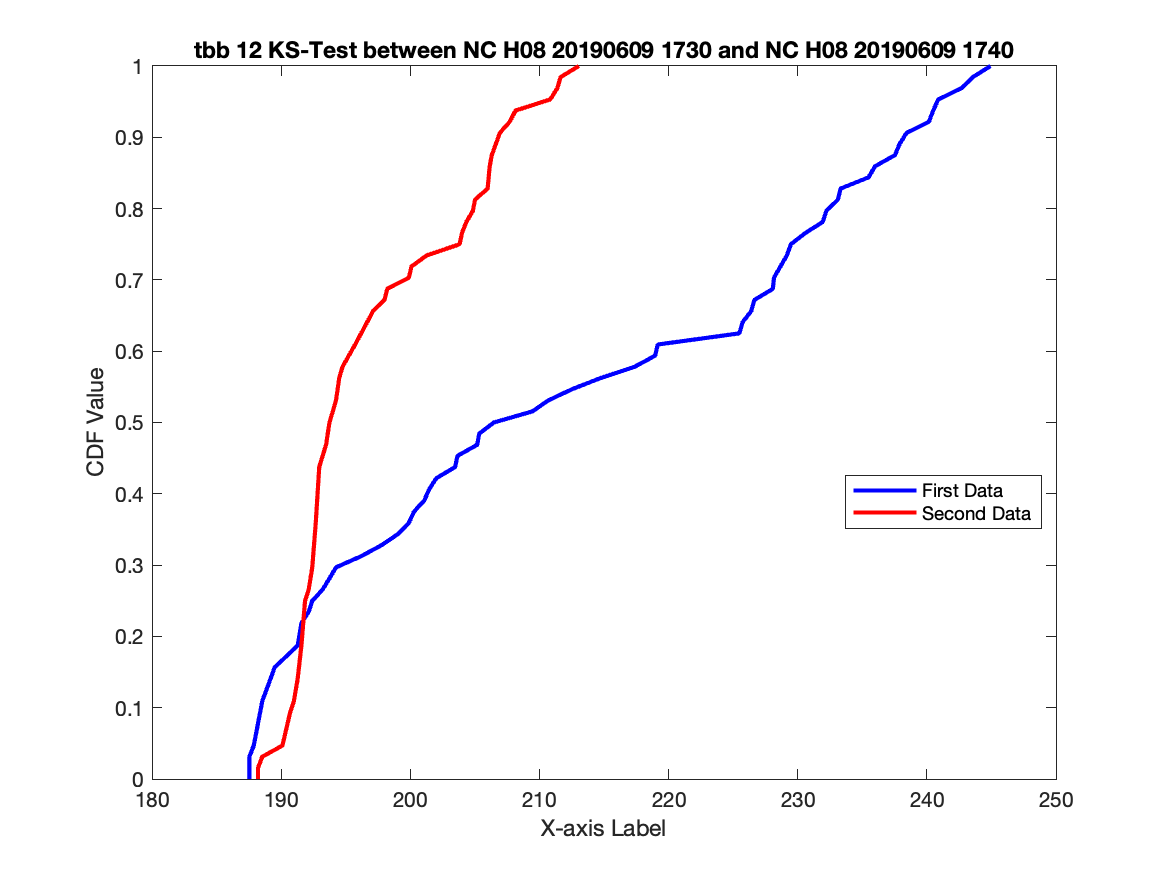 tbb 12 KS-Test between NC H08 20190609 1730 and NC H08 20190609 1740
1
0.9
0.8
0.7
0.6
0.5
0.4
0.3
0.2
0.1
0
CDF Value
First Data
Second Data
180 190 200 210 220 230 240 250
X-axis Label